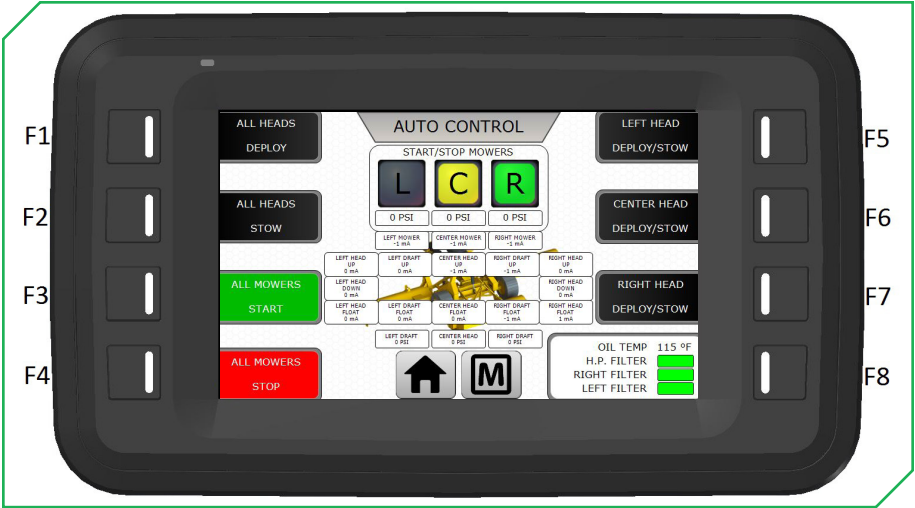 F1
F2
F3
F4
ALL HEADS
DEPLOY
ALL HEADS
STOW
ALL MOWERS
START
ALL MOWERS
STOP
AUTO CONTROL
START/STOP MOWERS
L C R
0 PSI 0 PSI 0 PSI
LEFT MOWER
-1 mA
CENTER MOWER
-1 mA
RIGHT MOWER
-1 mA
LEFT HEAD
UP
0 mA
LEFT DRAFT
UP
0 mA
CENTER HEAD
UP
-1 mA
RIGHT DRAFT
UP
-1 mA
RIGHT HEAD
UP
0 mA
LEFT HEAD
DOWN
0 mA
RIGHT HEAD
DOWN
0 mA
LEFT HEAD
FLOAT
0 mA
LEFT DRAFT
FLOAT
0 mA
CENTER HEAD
FLOAT
0 mA
RIGHT DRAFT
FLOAT
-1 mA
RIGHT HEAD
FLOAT
1 mA
LEFT DRAFT
0 PSI
CENTER HEAD
0 PSI
RIGHT DRAFT
0 PSI
M
LEFT HEAD
DEPLOY/STOW
CENTER HEAD
DEPLOY/STOW
RIGHT HEAD
DEPLOY/STOW
OIL TEMP 115 ºF
H.P. FILTER
RIGHT FILTER
LEFT FILTER
F5
F6
F7
F8